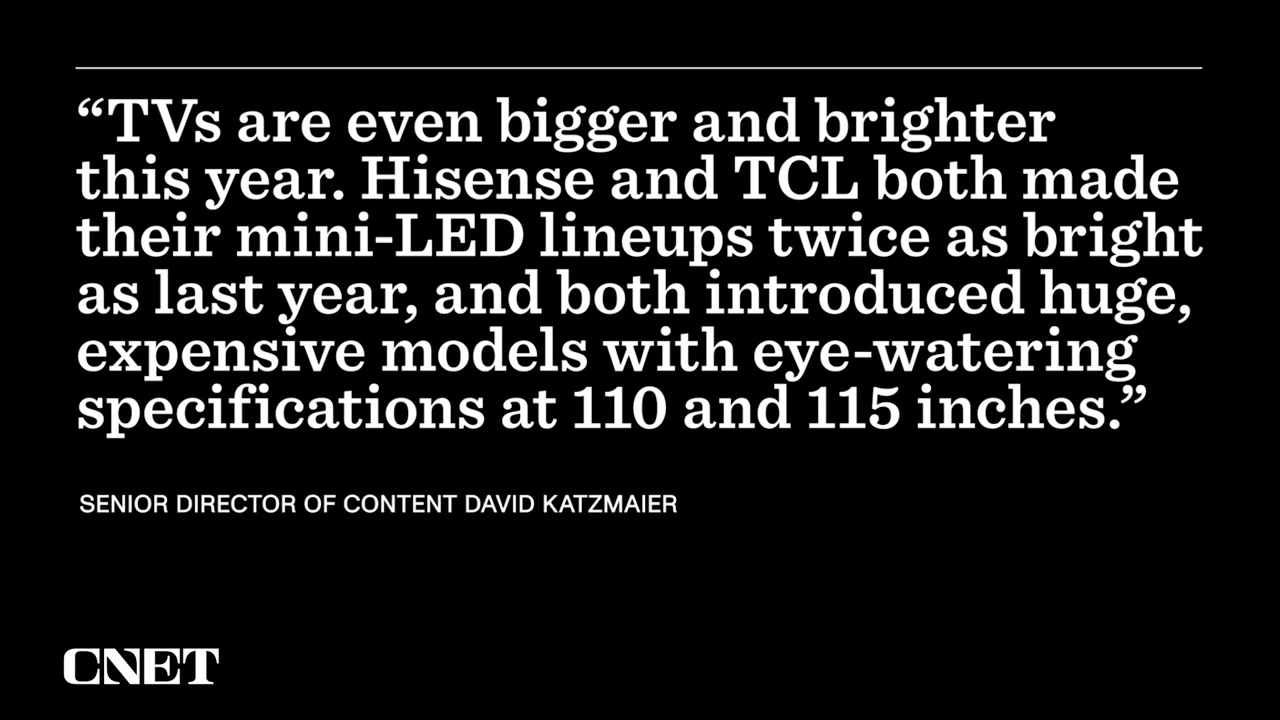 “TVs are even bigger and brighter
this year. Hisense and TCL both made
their mini-LED lineups twice as bright
as last year, and both introduced huge,
expensive models with eye-watering
specifications at 110 and 115 inches.”
SENIOR DIRECTOR OF CONTENT DAVID KATZMAIER
CNET